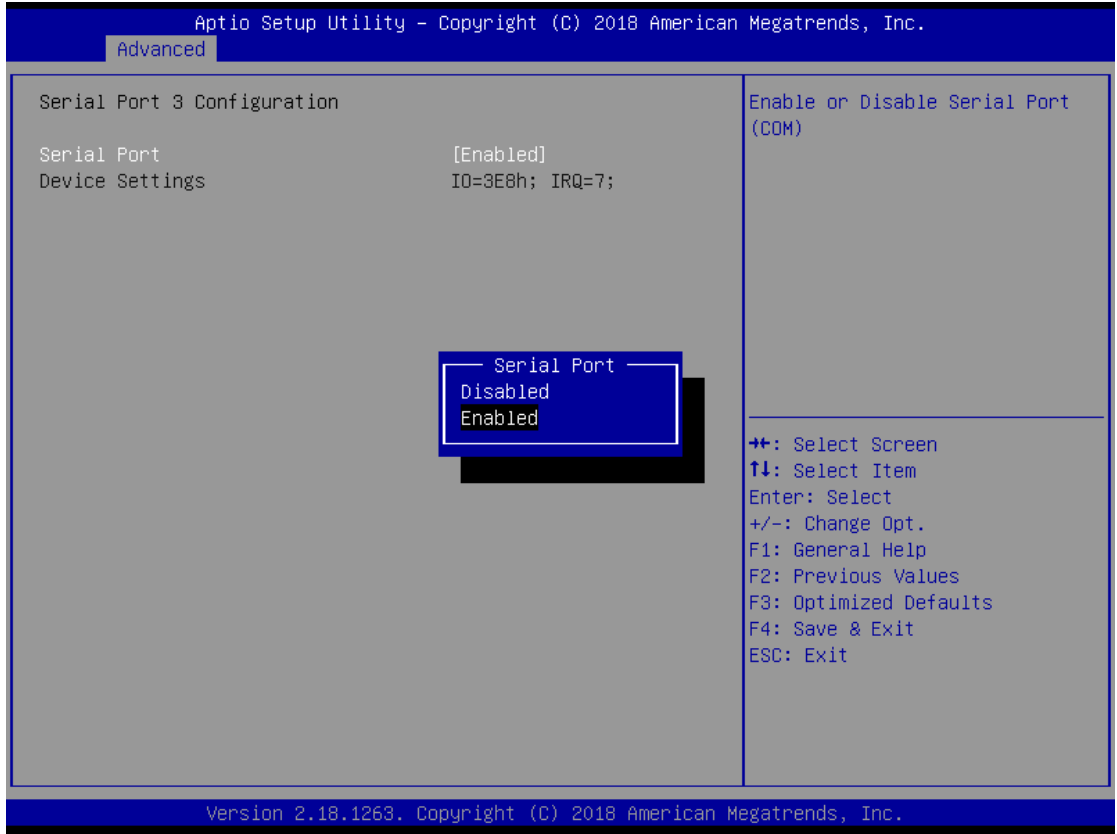 Aptio Setup Utility – Copyright (C) 2018 American Megatrends, Inc.
Advanced
Serial Port 3 Configuration
Serial Port [Enabled]
Device Settings IO=3E8h; IRQ=7;
Serial Port
Disabled
Enabled
Enable or Disable Serial Port
(COM)
→←: Select Screen
↑↓: Select Item
Enter: Select
+/-: Change Opt.
F1: General Help
F2: Previous Values
F3: Optimized Defaults
F4: Save & Exit
ESC: Exit
Version 2.18.1263. Copyright (C) 2018 American Megatrends, Inc.